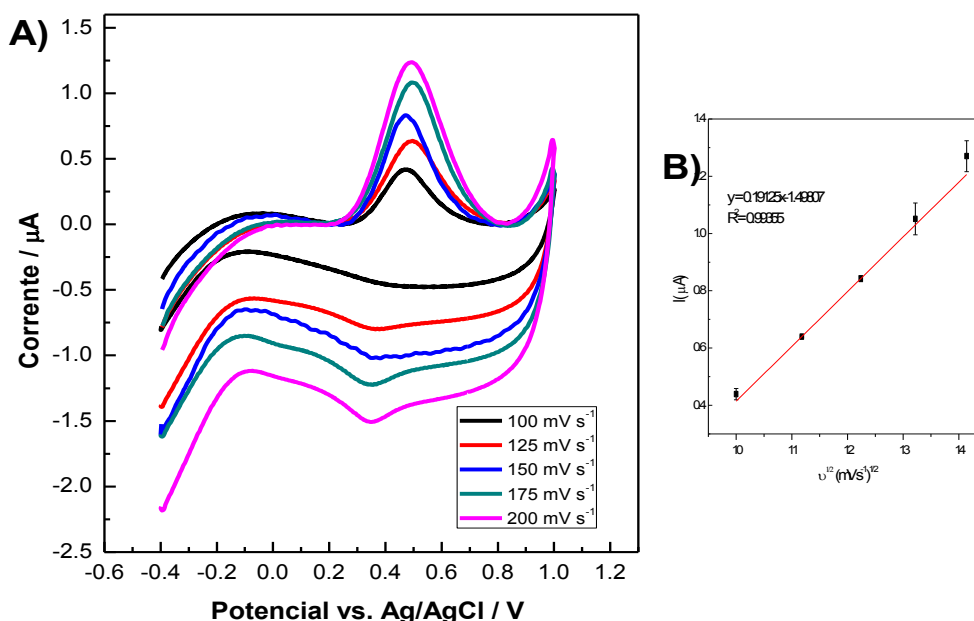 A)
1.5
1.0
0.5
0.0
-0.5
-1.0
-1.5
-2.0
-2.5
Corrente / μA
100 mV s⁻¹
125 mV s⁻¹
150 mV s⁻¹
175 mV s⁻¹
200 mV s⁻¹
-0.6 -0.4 -0.2 0.0 0.2 0.4 0.6 0.8 1.0 1.2
Potencial vs. Ag/AgCl / V
B)
1.4
1.2
1.0
0.8
0.6
0.4
I (μA)
R²=0.99855
10 11 12 13 14
υ^1/2 (mVs⁻¹)^1/2